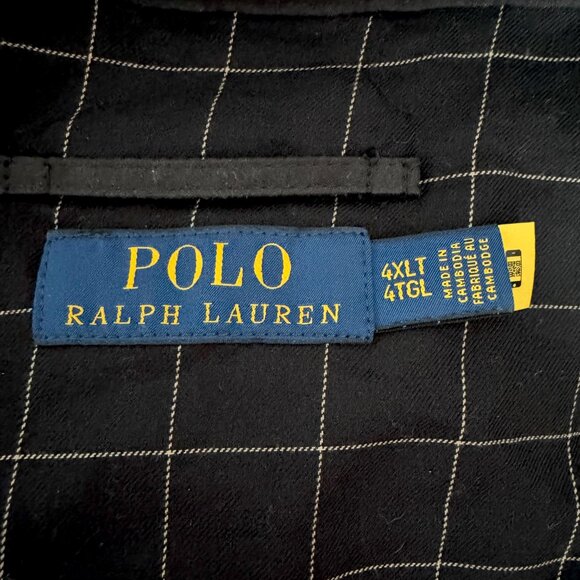 POLO
RALPH LAUREN
4XLT
4TGL
MADE IN
CAMBODIA
FABRIQUÉ AU
CAMBODGE